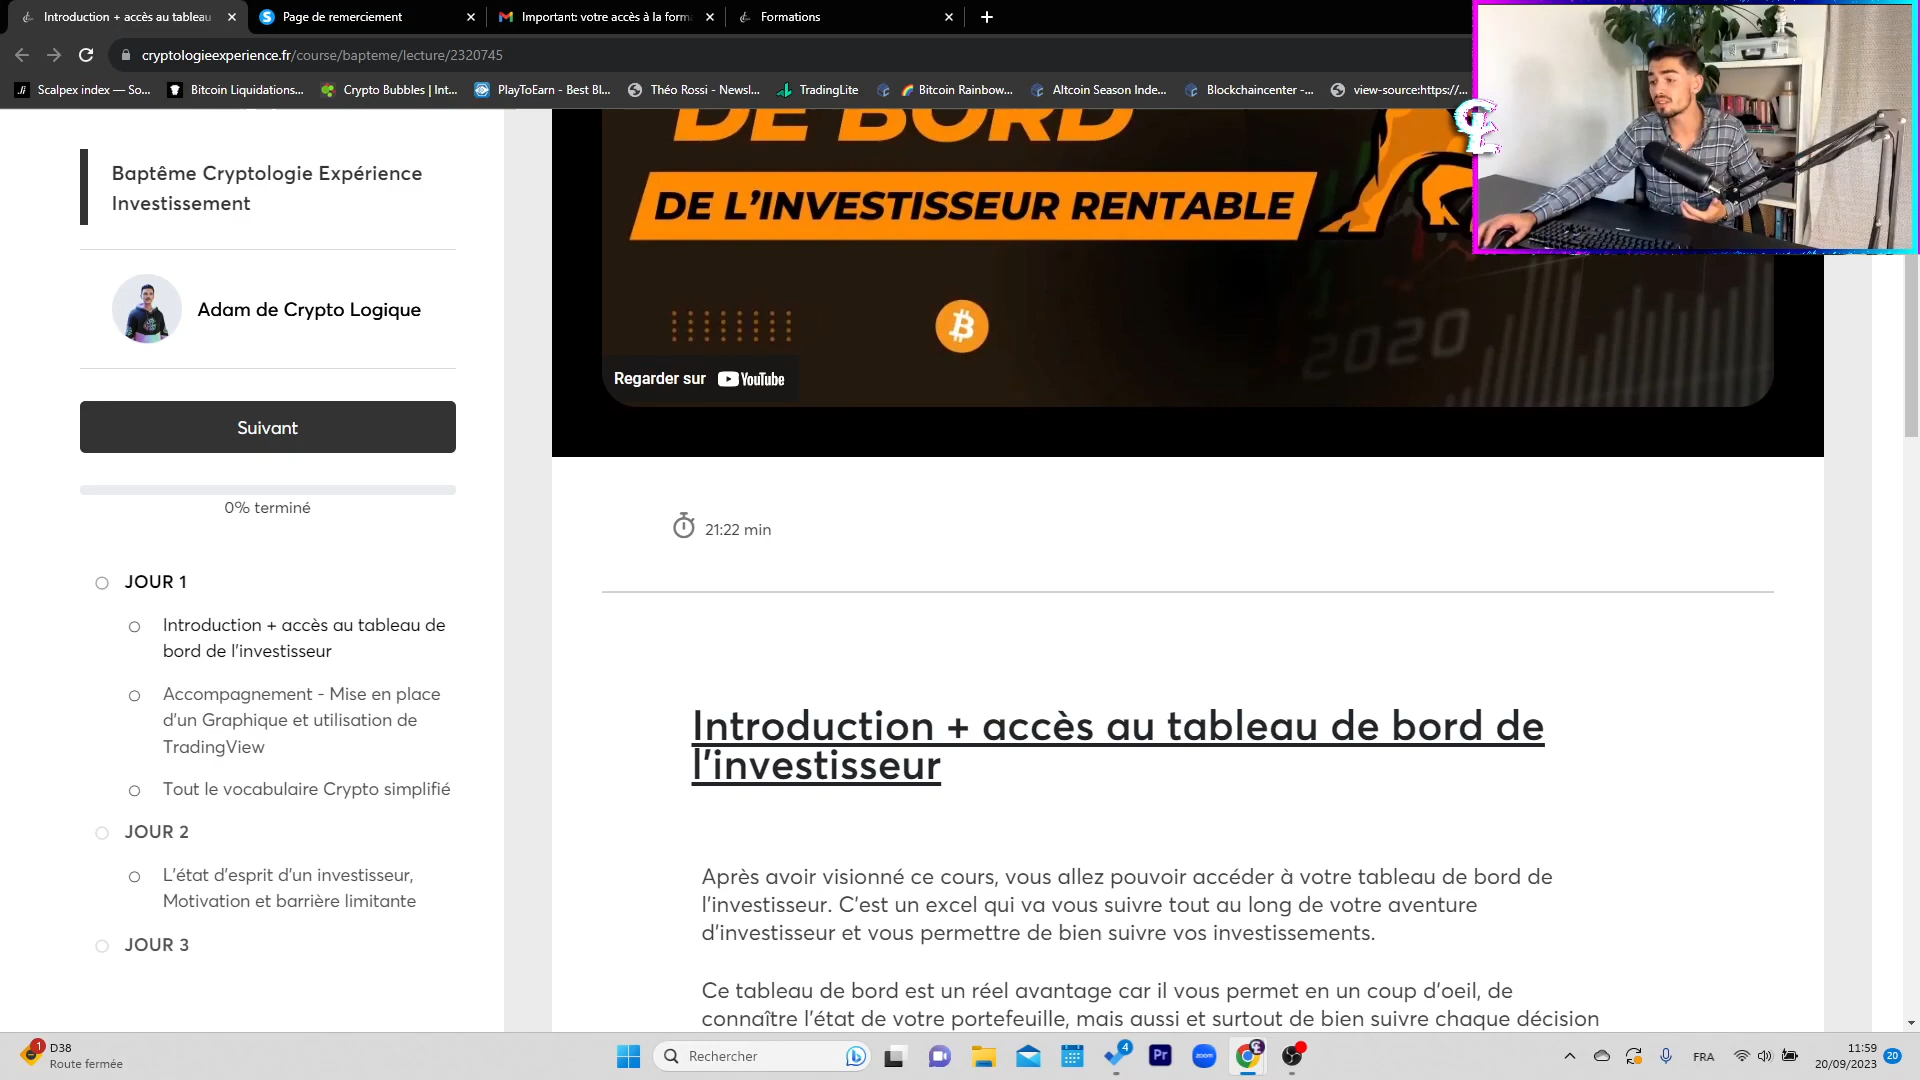 Introduction + accès au tableau
Page de remerciement
Important: votre accès à la forma
Formations
cryptologieexperience.fr/course/bapteme/lecture/2320745
Scalpex index — So...
Bitcoin Liquidations...
Crypto Bubbles | Int...
PlayToEarn - Best Bl...
Théo Rossi - Newsl...
TradingLite
Bitcoin Rainbow...
Altcoin Season Inde...
Blockchaincenter -...
view-source:https://...
Baptême Cryptologie Expérience
Investissement
Adam de Crypto Logique
Suivant
0% terminé
JOUR 1
Introduction + accès au tableau de
bord de l'investisseur
Accompagnement - Mise en place
d'un Graphique et utilisation de
TradingView
Tout le vocabulaire Crypto simplifié
JOUR 2
L'état d'esprit d'un investisseur,
Motivation et barrière limitante
JOUR 3
DE BORD
DE L'INVESTISSEUR RENTABLE
2020
Regarder sur YouTube
21:22 min
Introduction + accès au tableau de bord de
l'investisseur
Après avoir visionné ce cours, vous allez pouvoir accéder à votre tableau de bord de
l'investisseur. C'est un excel qui va vous suivre tout au long de votre aventure
d'investisseur et vous permettre de bien suivre vos investissements.
Ce tableau de bord est un réel avantage car il vous permet en un coup d'oeil, de
connaître l'état de votre portefeuille, mais aussi et surtout de bien suivre chaque décision
1
D38
Route fermée
Rechercher
4
Pr
zoom
FRA
11:59
20/09/2023
20